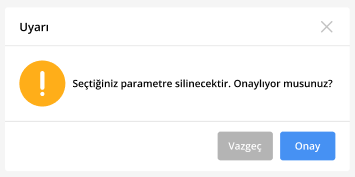 Uyarı
Seçtiğiniz parametre silinecektir. Onaylıyor musunuz?
Vazgeç
Onay